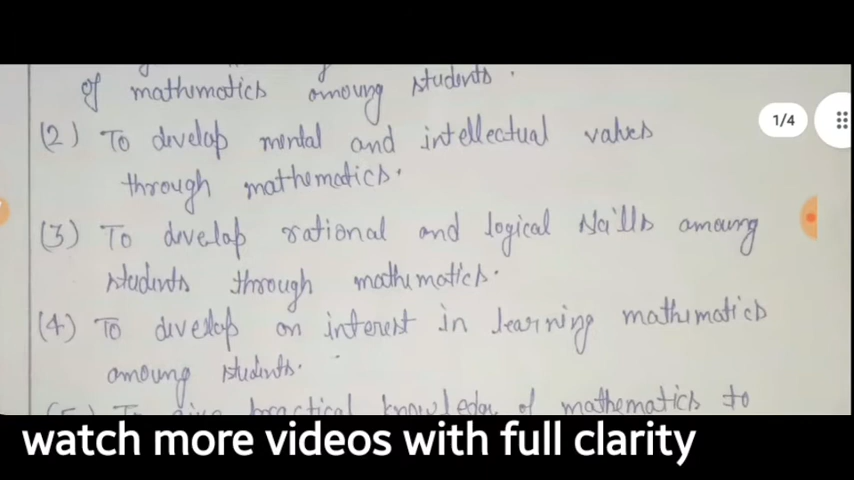 of mathematics amoung students.
(2) To develop mental and intellectual values
through mathematics.
(3) To develop rational and logical skills amoung
students through mathematics.
(4) To develop an interest in learning mathematics
amoung students.
(5) To give practical knowledge of mathematics to
1/4
watch more videos with full clarity